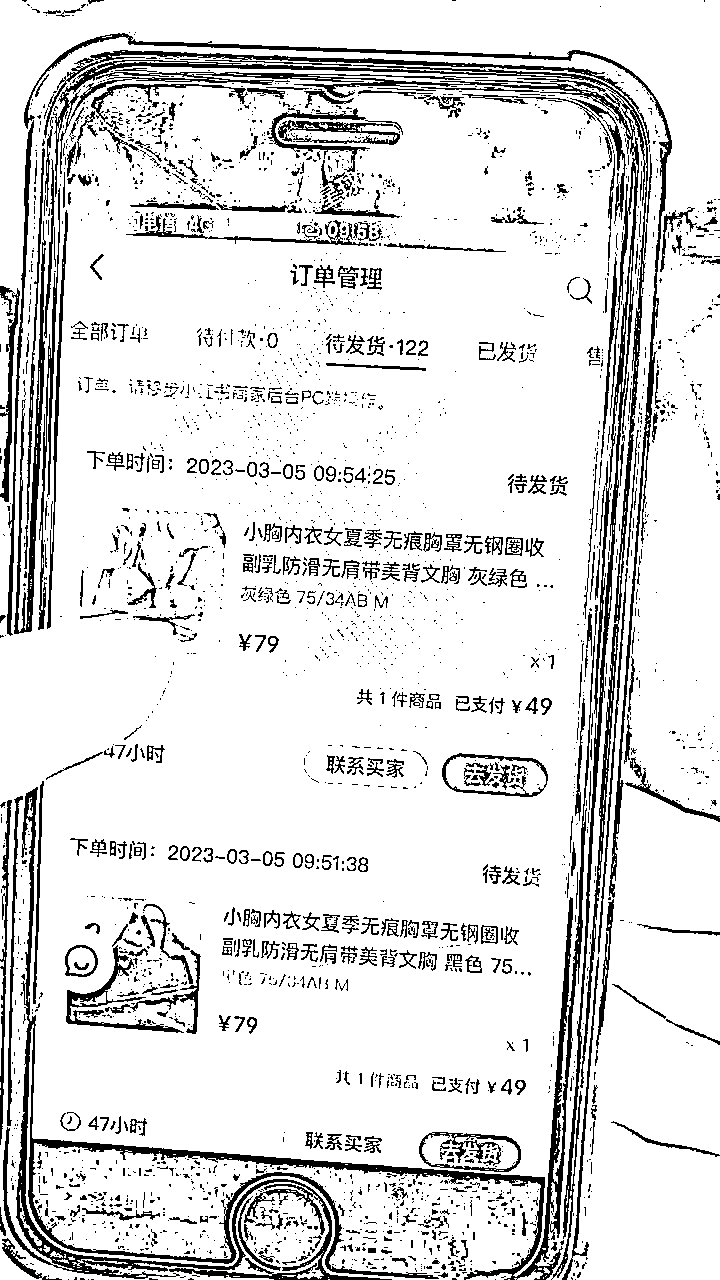 电信 4G 09:58
订单管理
全部订单 待付款·0 待发货·122 已发货 售
订单，请移步小红书商家后台PC端操作。
下单时间：2023-03-05 09:54:25 待发货
小胸内衣女夏季无痕胸罩无钢圈收
副乳防滑无肩带美背文胸 灰绿色 ...
灰绿色 75/34AB M
¥79
x 1
共 1 件商品 已支付 ¥49
47小时 联系买家 去发货
下单时间：2023-03-05 09:51:38 待发货
小胸内衣女夏季无痕胸罩无钢圈收
副乳防滑无肩带美背文胸 黑色 75...
黑色 75/34AB M
¥79
x 1
共 1 件商品 已支付 ¥49
47小时 联系买家 去发货